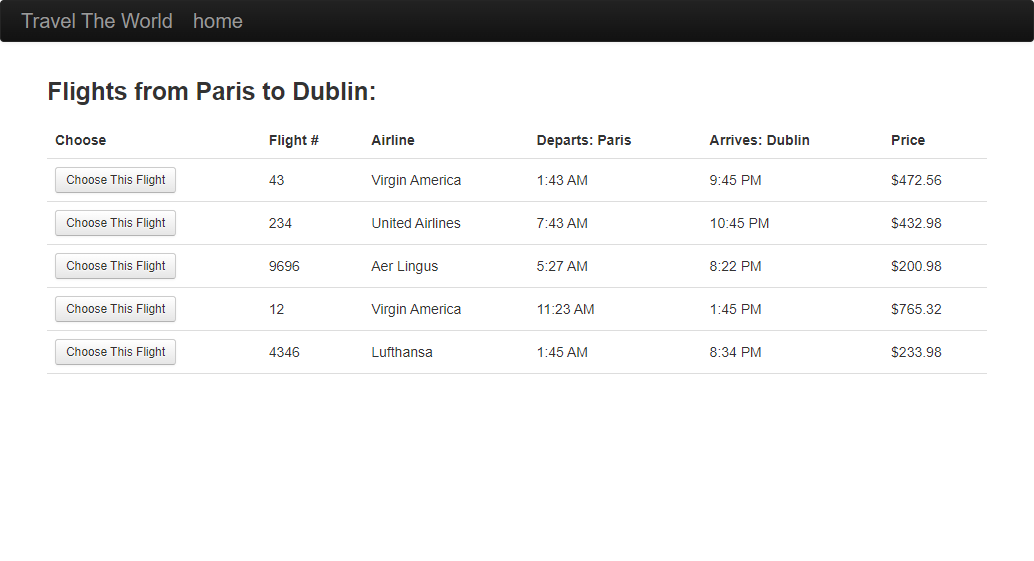 Travel The World home
Flights from Paris to Dublin:
Choose Flight # Airline Departs: Paris Arrives: Dublin Price
Choose This Flight 43 Virgin America 1:43 AM 9:45 PM $472.56
Choose This Flight 234 United Airlines 7:43 AM 10:45 PM $432.98
Choose This Flight 9696 Aer Lingus 5:27 AM 8:22 PM $200.98
Choose This Flight 12 Virgin America 11:23 AM 1:45 PM $765.32
Choose This Flight 4346 Lufthansa 1:45 AM 8:34 PM $233.98